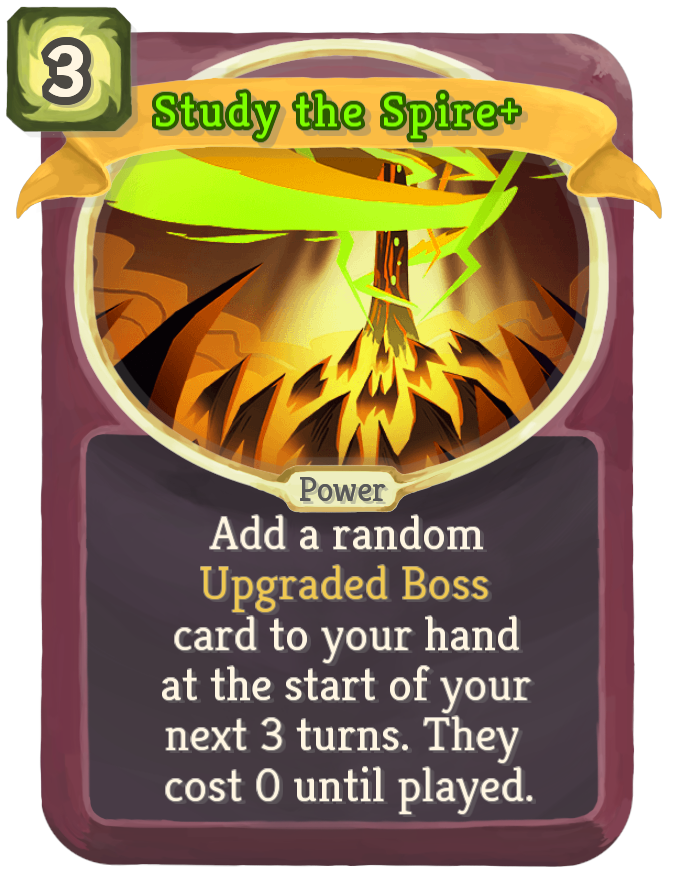 3
Study the Spire+
Power
Add a random
Upgraded Boss
card to your hand
at the start of your
next 3 turns. They
cost 0 until played.